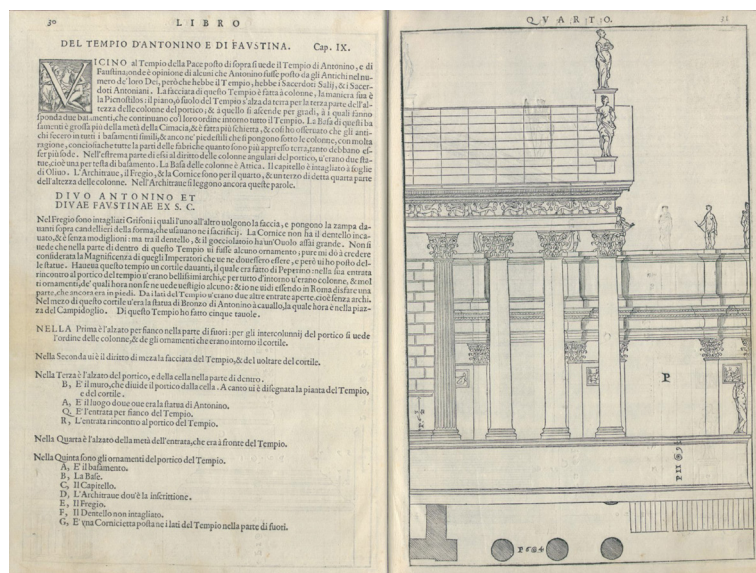 30 LIBRO
DEL TEMPIO D'ANTONINO E DI FAVSTINA. Cap. IX.
VICINO al Tempio della Pace posto di sopra si uede il Tempio di Antonino, e di
Faustina; onde è opinione di alcuni che Antonino fusse posto da gli Antichi nel nu-
mero de' loro Dei, però che hebbe il Tempio, hebbe i Sacerdoti Salij, & i Sacer-
doti Antoniani. La facciata di questo Tempio è fatta à colonne, la maniera sua è
la Picnostilos: il piano, ò suolo del Tempio s'alza da terra per la terza parte dell'al-
tezza delle colonne del portico, & à quello si ascende per gradi, à i quali fanno
sponda due basamenti, che continuano co'l loro ordine intorno tutto il Tempio. La Basa di questi ba
samenti è grossa più della metà della Cimacia, & è fatta più schietta, & così ho osseruato che gli anti-
chi fecero in tutti i basamenti simili, & anco ne' piedestili che si pongono sotto le colonne, con molta
ragione, conciosiache tutte le parti delle fabriche quanto sono più appresso terra, tanto debbano es-
ser più sode. Nell'estrema parte di essi al diritto delle colonne angulari del portico, u'erano due sta-
tue, cioè una per testa di basamento. La Basa delle colonne è Attica. Il capitello è intagliato à foglie
di Oliuo. L'Architraue, il Fregio, & la Cornice sono per il quarto, & un terzo di detta quarta parte
dell'altezza delle colonne. Nell'Architraue si leggono ancora queste parole.
DIVO ANTONINO ET
DIVAE FAVSTINAE EX S. C.
Nel Fregio sono intagliati Grifoni i quali l'uno all'altro uolgono la faccia, e pongono la zampa da-
uanti sopra candellieri della forma, che usauano ne i sacrificij. La Cornice non ha il dentello inca-
uato, & è senza modiglioni: ma tra il dentello, & il gocciolatoio ha un'Ouolo assai grande. Non si
uede che nella parte di dentro di questo Tempio ui fusse alcuno ornamento; pure mi dò à credere
considerata la Magnificenza di quegli Imperatori che ue ne douessero essere, e però ui ho posto del-
le statue. Haueua questo tempio un cortile dauanti, il quale era fatto di Peperino: nella sua entrata
rincontro al portico del tempio u'erano bellissimi archi, e per tutto d'intorno u'erano colonne, & mol
ti ornamenti, de' quali hora non se ne uede uestigio alcuno: & io ne uidi essendo in Roma disfare una
parte, che ancora era in piedi. Da i lati del Tempio u'erano due altre entrate aperte, cioè senza archi.
Nel mezo di questo cortile u'era la statua di Bronzo di Antonino à cauallo, la quale hora è nella piaz-
za del Campidoglio. Di questo Tempio ho fatto cinque tauole.
NELLA Prima è l'alzato per fianco nella parte di fuori: per gli intercolonnij del portico si uede
l'ordine delle colonne, & de gli ornamenti che erano intorno il cortile.
Nella Seconda ui è il diritto di meza la facciata del Tempio, & del uoltare del cortile.
Nella Terza è l'alzato del portico, e della cella nella parte di dentro.
B, E' il muro, che diuide il portico dalla cella. A canto ui è disegnata la pianta del Tempio,
e del cortile.
A, E' il luogo doue oue era la statua di Antonino.
Q, E' l'entrata per fianco del Tempio.
R, L'entrata rincontro al portico del Tempio.
Nella Quarta è l'alzato della metà dell'entrata, che era à fronte del Tempio.
Nella Quinta sono gli ornamenti del portico del Tempio.
A, E' il basamento.
B, La Base.
C, Il Capitello.
D, L'Architraue dou'è la inscrittione.
E, Il Fregio.
F, Il Dentello non intagliato.
G, E' vna Cornicietta posta ne i lati del Tempio nella parte di fuori.
QVARTO.
P